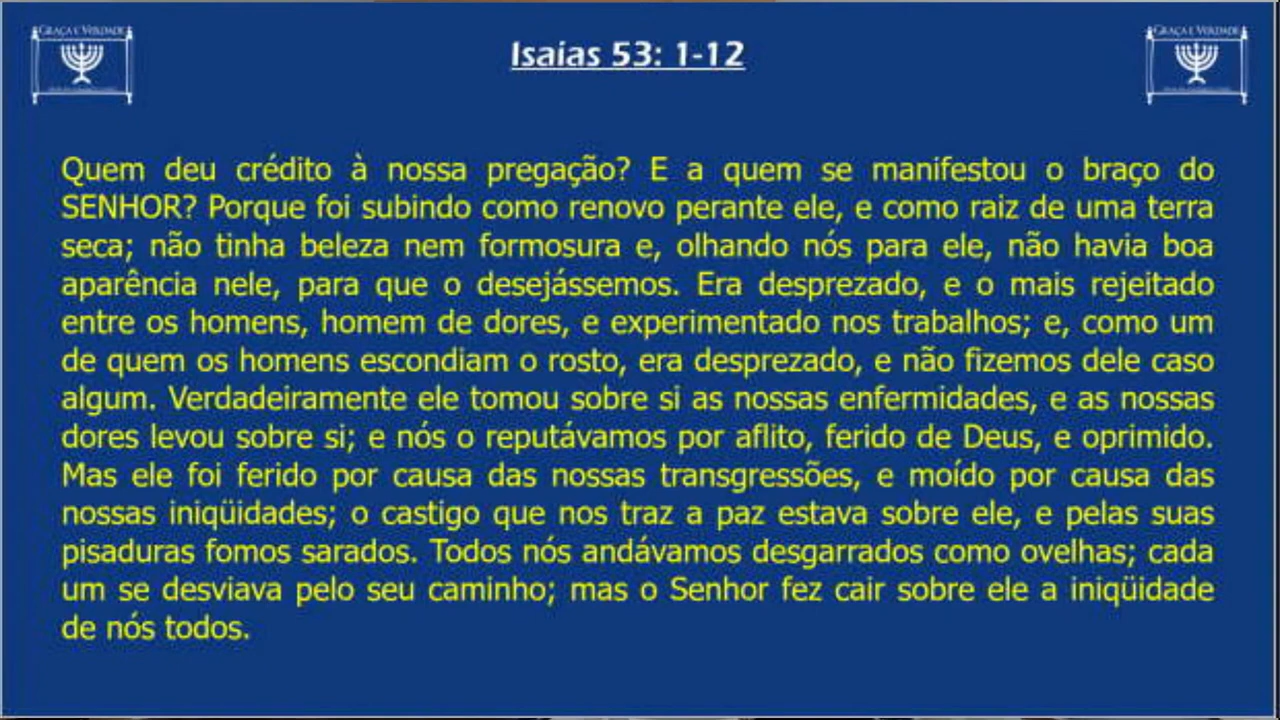 GRAÇA E VERDADE
Isaías 53: 1-12
GRAÇA E VERDADE
Quem deu crédito à nossa pregação? E a quem se manifestou o braço do
SENHOR? Porque foi subindo como renovo perante ele, e como raiz de uma terra
seca; não tinha beleza nem formosura e, olhando nós para ele, não havia boa
aparência nele, para que o desejássemos. Era desprezado, e o mais rejeitado
entre os homens, homem de dores, e experimentado nos trabalhos; e, como um
de quem os homens escondiam o rosto, era desprezado, e não fizemos dele caso
algum. Verdadeiramente ele tomou sobre si as nossas enfermidades, e as nossas
dores levou sobre si; e nós o reputávamos por aflito, ferido de Deus, e oprimido.
Mas ele foi ferido por causa das nossas transgressões, e moído por causa das
nossas iniqüidades; o castigo que nos traz a paz estava sobre ele, e pelas suas
pisaduras fomos sarados. Todos nós andávamos desgarrados como ovelhas; cada
um se desviava pelo seu caminho; mas o Senhor fez cair sobre ele a iniqüidade
de nós todos.